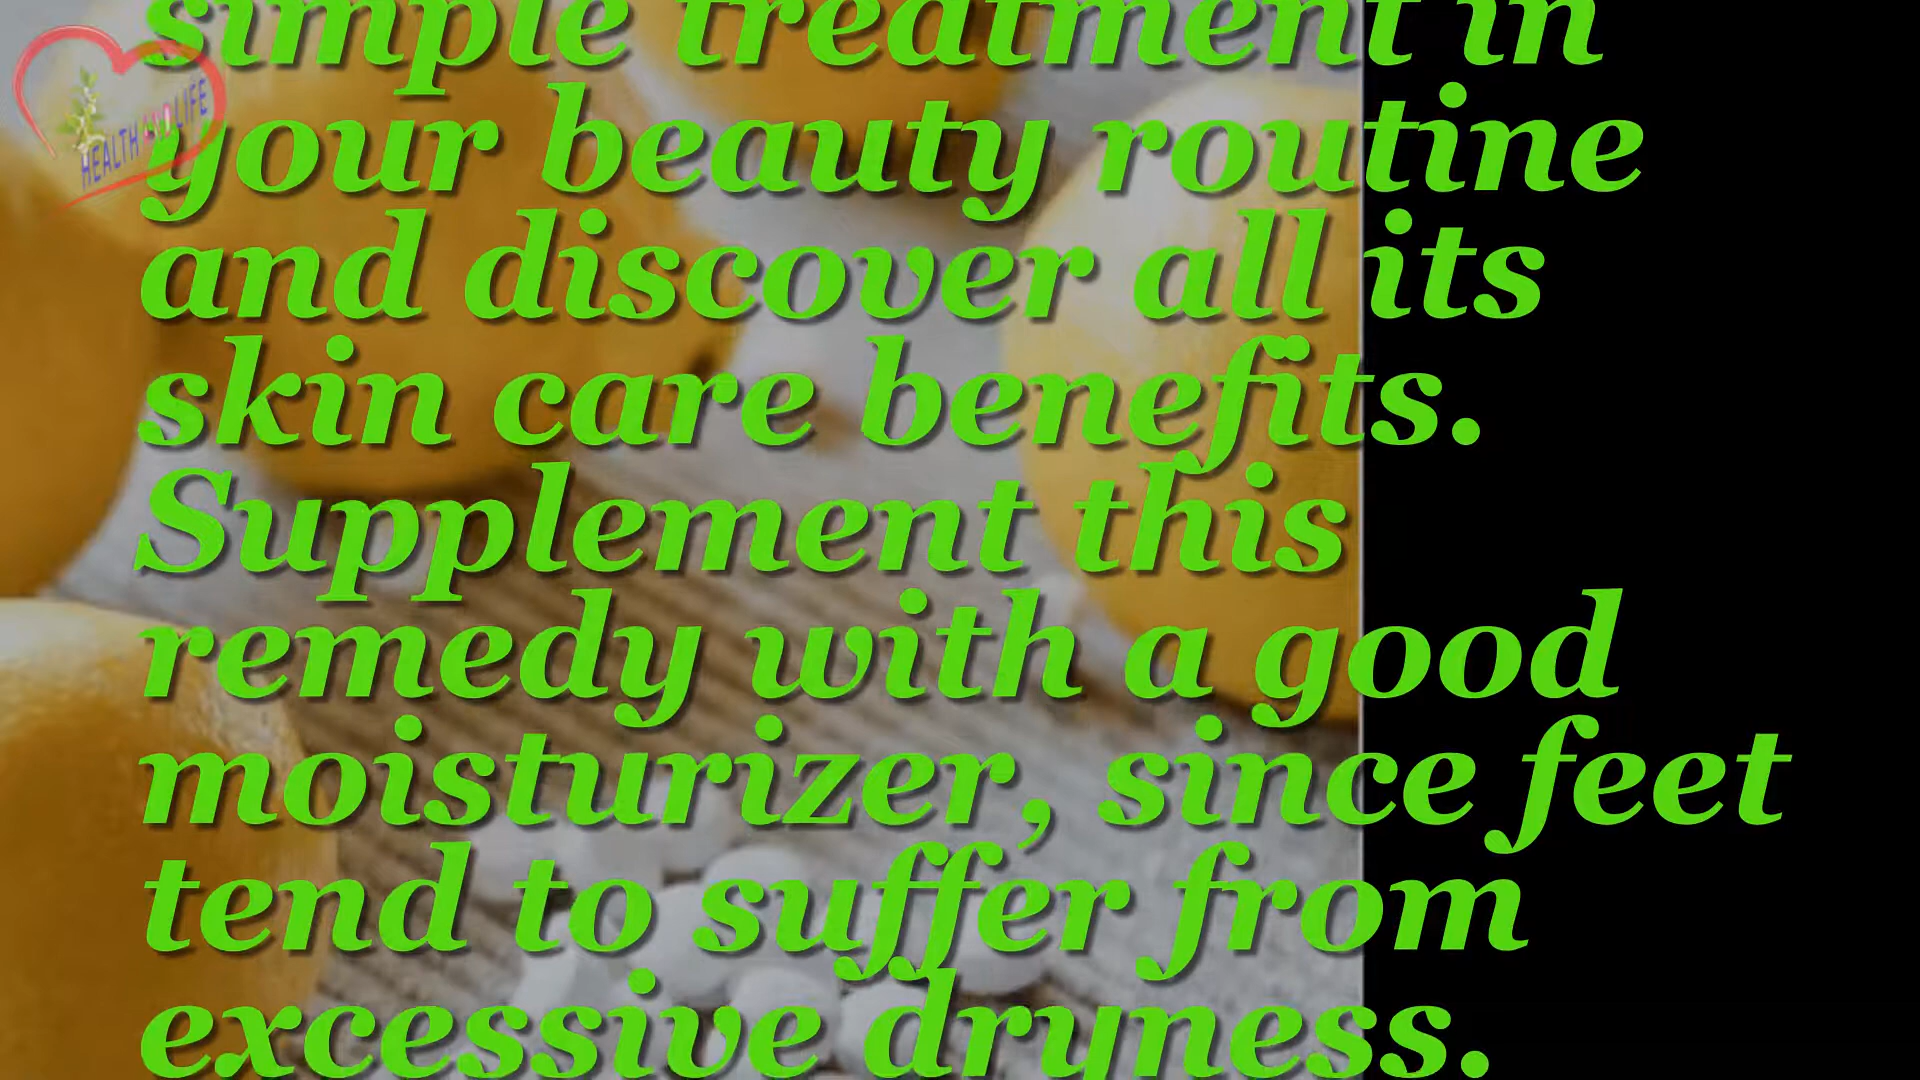 simple treatment in
HEALTH AND LIFE
your beauty routine
and discover all its
skin care benefits.
Supplement this
remedy with a good
moisturizer, since feet
tend to suffer from
excessive dryness.